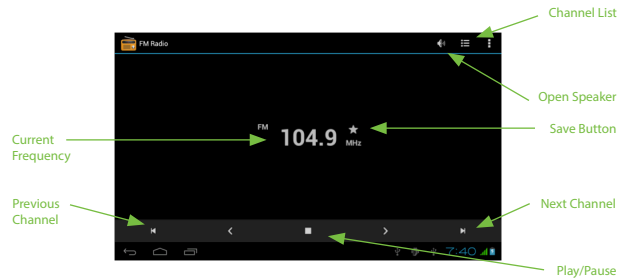 Channel List
FM Radio
Open Speaker
FM
104.9
MHz
Save Button
Current
Frequency
Previous
Channel
Next Channel
7:40
Play/Pause